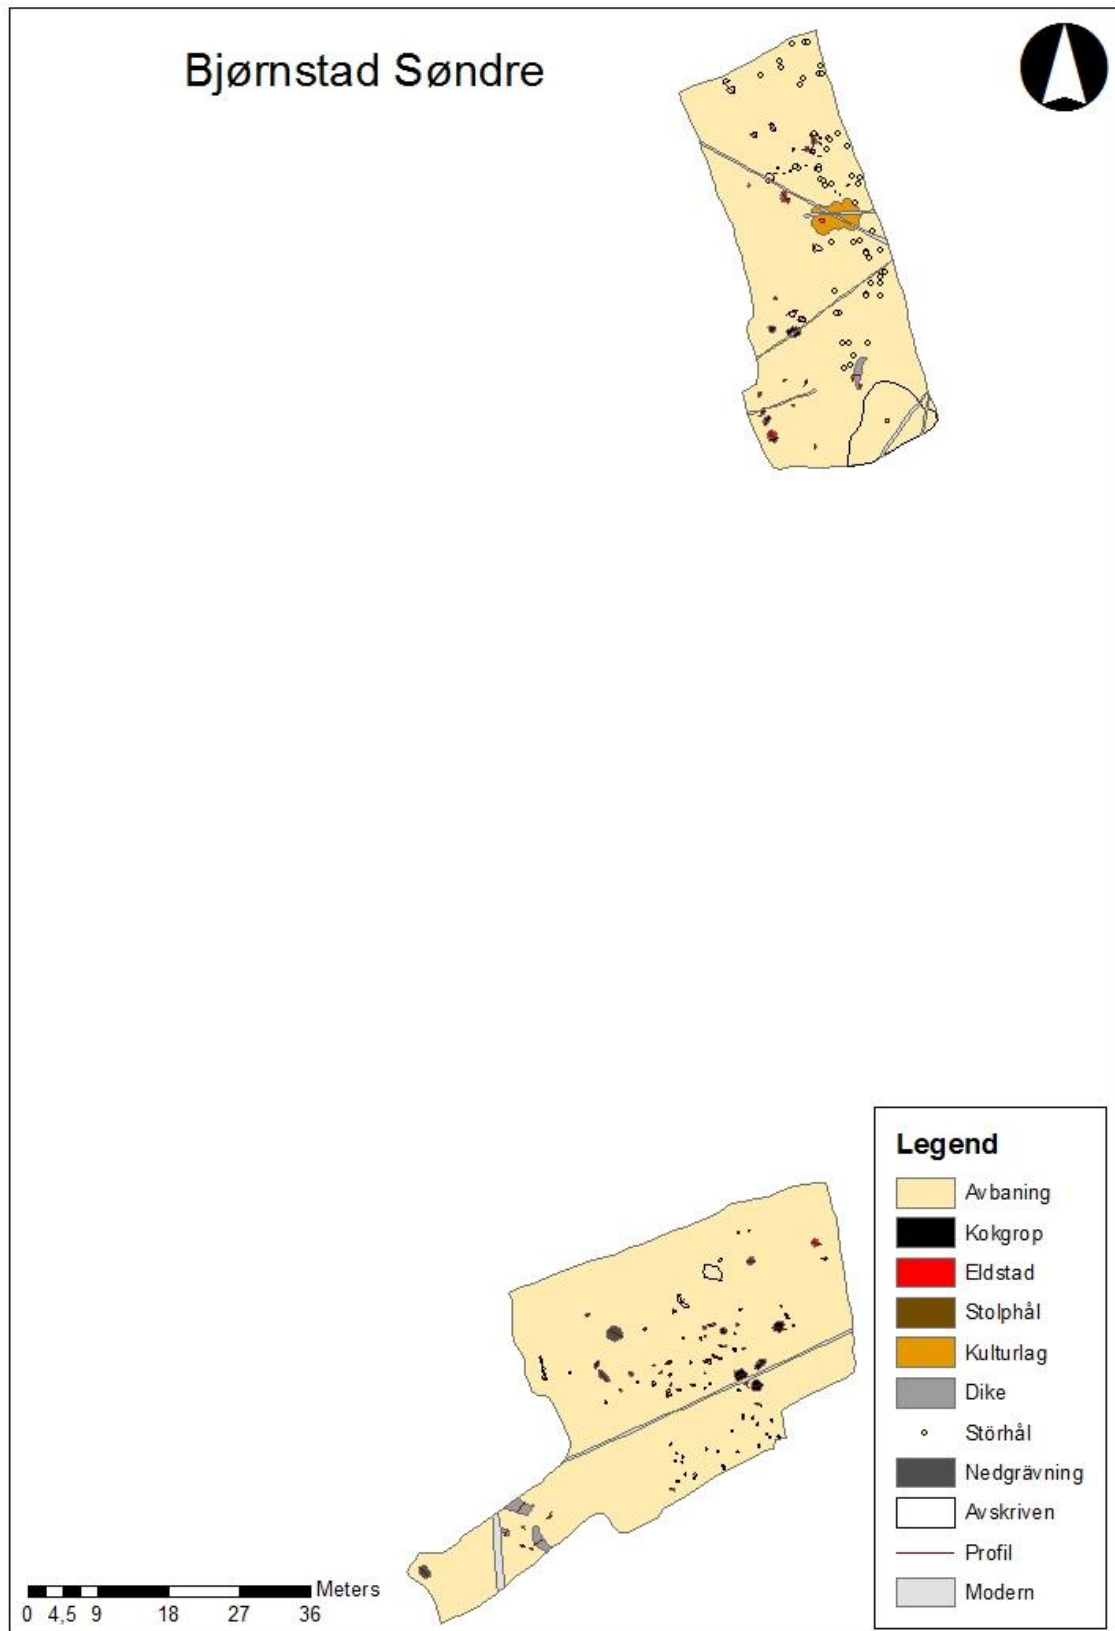 Bjørnstad Søndre
Legend
Avbaning
Kokgrop
Eldstad
Stolphål
Kulturlag
Dike
Störhål
Nedgrävning
Avskriven
Profil
Modern
Meters
0 4,5 9 18 27 36